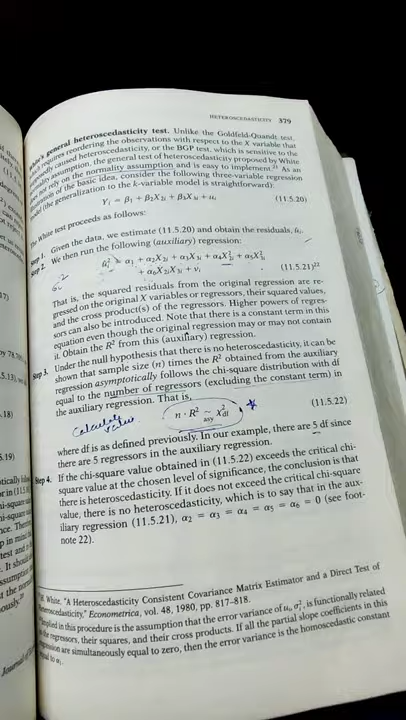 HETEROSCEDASTICITY 379
White's general heteroscedasticity test. Unlike the Goldfeld-Quandt test,
which requires reordering the observations with respect to the X variable that
supposedly caused heteroscedasticity, or the BGP test, which is sensitive to the
normality assumption, the general test of heteroscedasticity proposed by White
does not rely on the normality assumption and is easy to implement.²¹ As an
of the basic idea, consider the following three-variable regression
model (the generalization to the k-variable model is straightforward):
Yᵢ = β₁ + β₂X₂ᵢ + β₃X₃ᵢ + uᵢ (11.5.20)
The White test proceeds as follows:
Step 1. Given the data, we estimate (11.5.20) and obtain the residuals, ûᵢ.
Step 2. We then run the following (auxiliary) regression:
ûᵢ² = α₁ + α₂X₂ᵢ + α₃X₃ᵢ + α₄X²₂ᵢ + α₅X²₃ᵢ
+ α₆X₂ᵢX₃ᵢ + vᵢ (11.5.21)²²
That is, the squared residuals from the original regression are re-
gressed on the original X variables or regressors, their squared values,
and the cross product(s) of the regressors. Higher powers of regres-
sors can also be introduced. Note that there is a constant term in this
equation even though the original regression may or may not contain
it. Obtain the R² from this (auxiliary) regression.
Step 3. Under the null hypothesis that there is no heteroscedasticity, it can be
shown that sample size (n) times the R² obtained from the auxiliary
regression asymptotically follows the chi-square distribution with df
equal to the number of regressors (excluding the constant term) in
the auxiliary regression. That is,
n · R² ~ χ²df (11.5.22)
asy
where df is as defined previously. In our example, there are 5 df since
there are 5 regressors in the auxiliary regression.
Step 4. If the chi-square value obtained in (11.5.22) exceeds the critical chi-
square value at the chosen level of significance, the conclusion is that
there is heteroscedasticity. If it does not exceed the critical chi-square
value, there is no heteroscedasticity, which is to say that in the aux-
iliary regression (11.5.21), α₂ = α₃ = α₄ = α₅ = α₆ = 0 (see foot-
note 22).
White, "A Heteroscedasticity Consistent Covariance Matrix Estimator and a Direct Test of
Heteroscedasticity," Econometrica, vol. 48, 1980, pp. 817–818.
Implied in this procedure is the assumption that the error variance of uᵢ, σᵢ², is functionally related
to the regressors, their squares, and their cross products. If all the partial slope coefficients in this
regression are simultaneously equal to zero, then the error variance is the homoscedastic constant
equal to α₁.